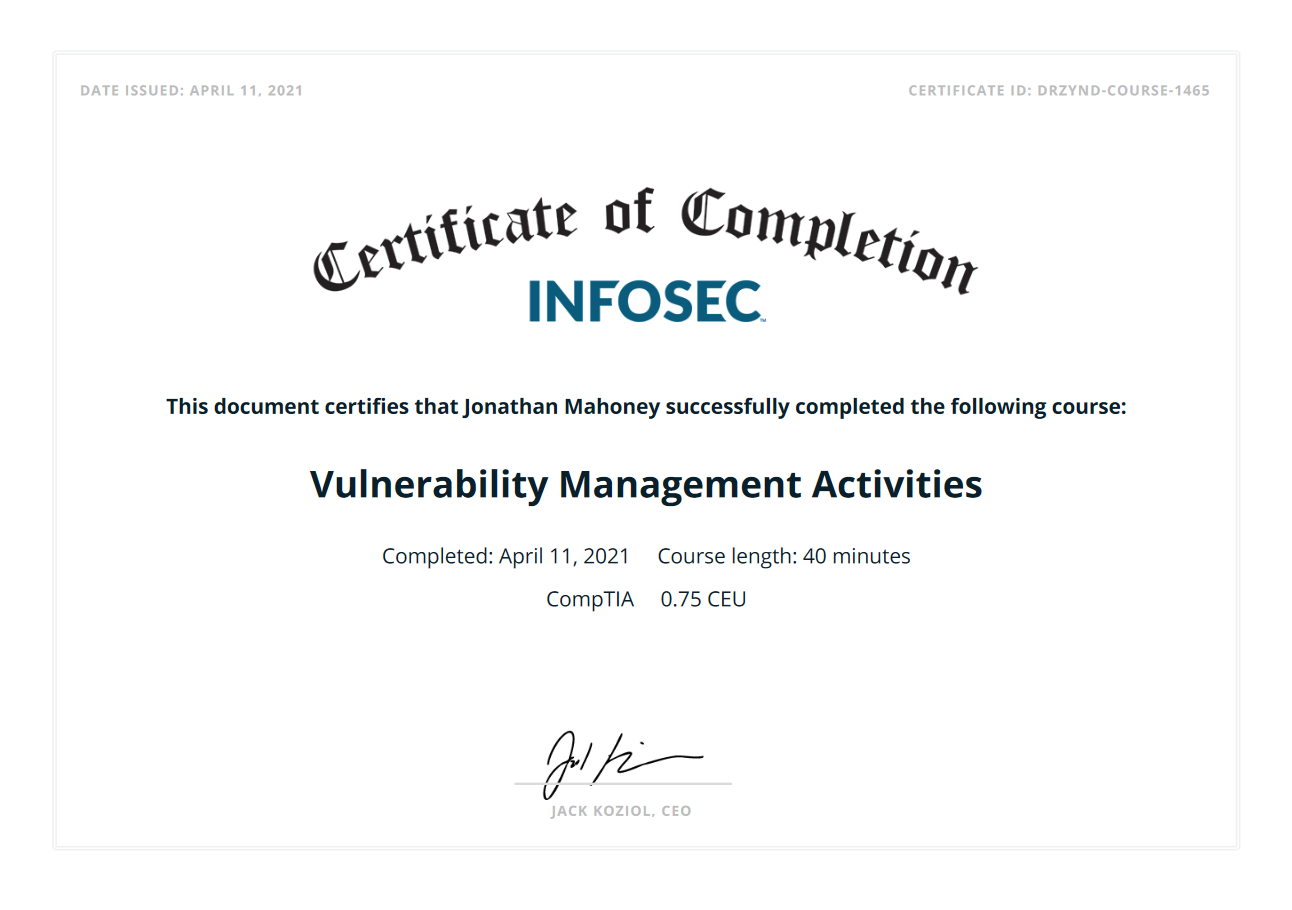 DATE ISSUED: APRIL 11, 2021
CERTIFICATE ID: DRZYND-COURSE-1465
Certificate of Completion
INFOSEC™
This document certifies that Jonathan Mahoney successfully completed the following course:
Vulnerability Management Activities
Completed: April 11, 2021 Course length: 40 minutes
CompTIA 0.75 CEU
JACK KOZIOL, CEO